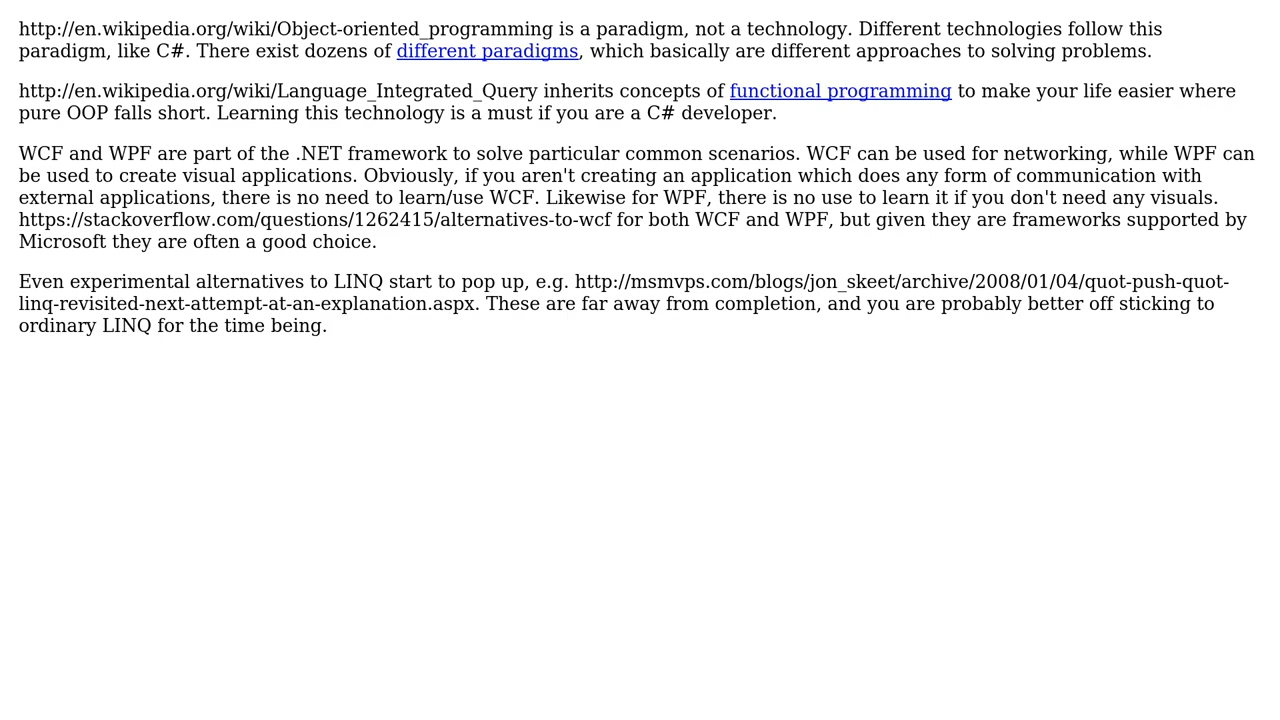 http://en.wikipedia.org/wiki/Object-oriented_programming is a paradigm, not a technology. Different technologies follow this
paradigm, like C#. There exist dozens of different paradigms, which basically are different approaches to solving problems.
http://en.wikipedia.org/wiki/Language_Integrated_Query inherits concepts of functional programming to make your life easier where
pure OOP falls short. Learning this technology is a must if you are a C# developer.
WCF and WPF are part of the .NET framework to solve particular common scenarios. WCF can be used for networking, while WPF can
be used to create visual applications. Obviously, if you aren't creating an application which does any form of communication with
external applications, there is no need to learn/use WCF. Likewise for WPF, there is no use to learn it if you don't need any visuals.
https://stackoverflow.com/questions/1262415/alternatives-to-wcf for both WCF and WPF, but given they are frameworks supported by
Microsoft they are often a good choice.
Even experimental alternatives to LINQ start to pop up, e.g. http://msmvps.com/blogs/jon_skeet/archive/2008/01/04/quot-push-quot-
linq-revisited-next-attempt-at-an-explanation.aspx. These are far away from completion, and you are probably better off sticking to
ordinary LINQ for the time being.